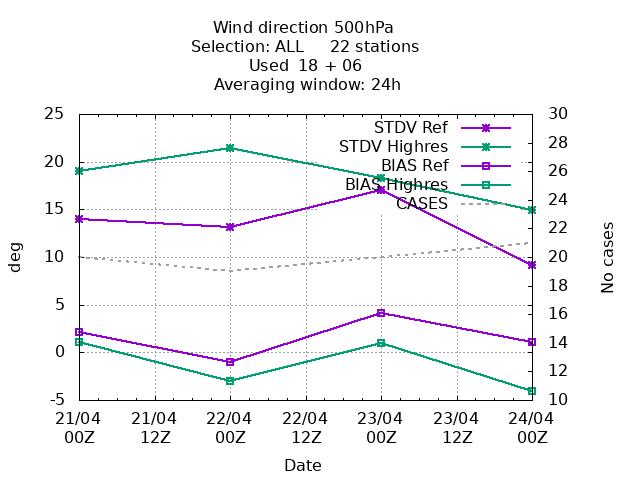 Wind direction 500hPa
Selection: ALL     22 stations
Used  18 + 06
Averaging window: 24h
STDV Ref
STDV Highres
BIAS Ref
BIAS Highres
CASES
25
20
15
10
5
0
-5
deg
30
28
26
24
22
20
18
16
14
12
10
No cases
21/04 21/04 22/04 22/04 23/04 23/04 24/04
00Z 12Z 00Z 12Z 00Z 12Z 00Z
Date